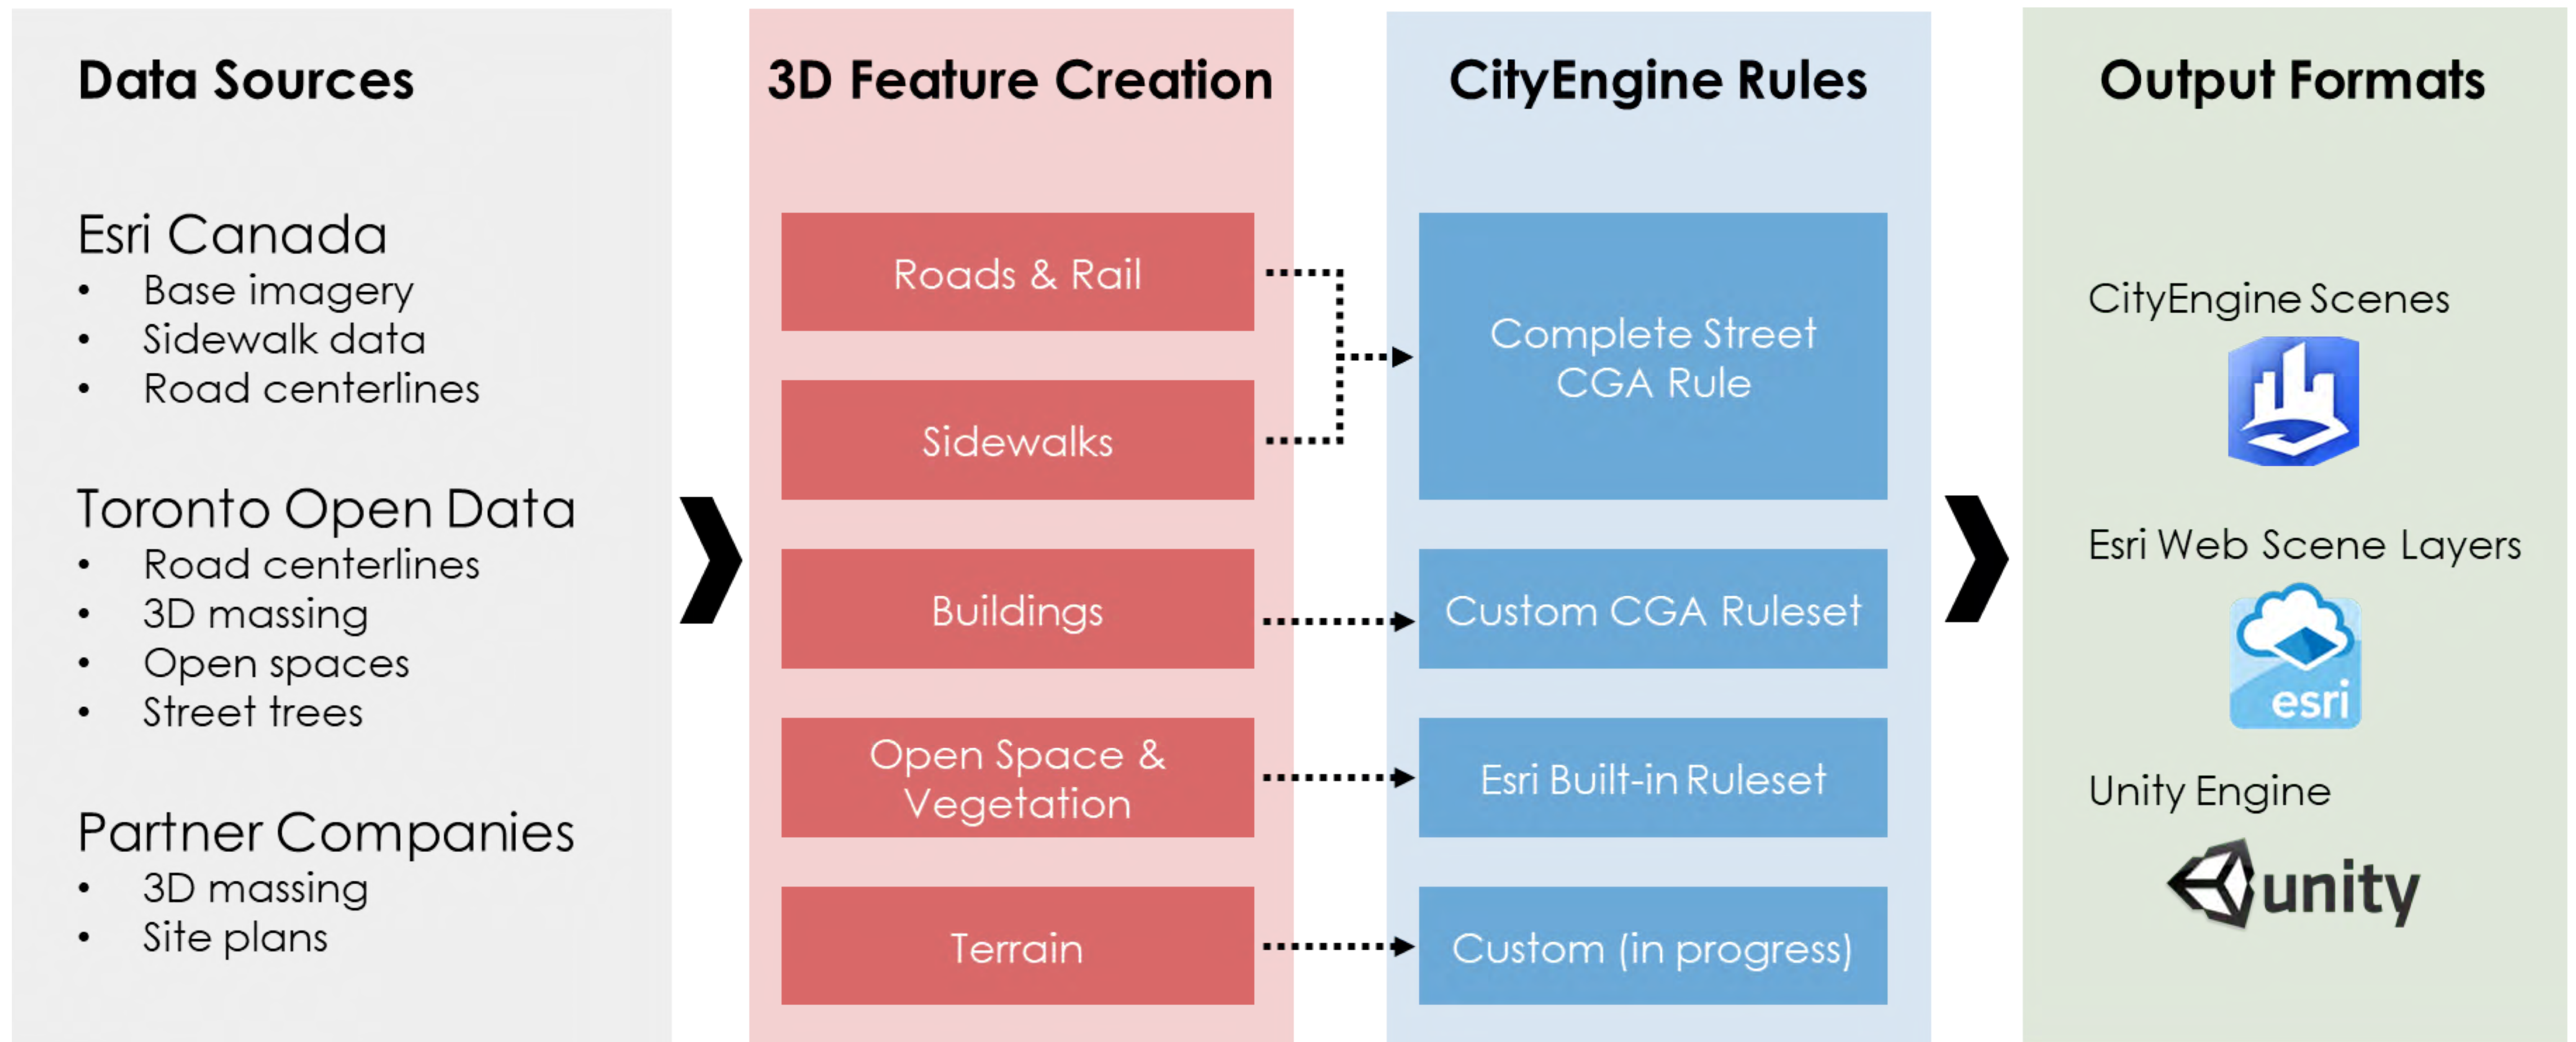 Data Sources
Esri Canada
• Base imagery
• Sidewalk data
• Road centerlines
Toronto Open Data
• Road centerlines
• 3D massing
• Open spaces
• Street trees
Partner Companies
• 3D massing
• Site plans
3D Feature Creation
Roads & Rail
Sidewalks
Buildings
Open Space &
Vegetation
Terrain
CityEngine Rules
Complete Street
CGA Rule
Custom CGA Ruleset
Esri Built-in Ruleset
Custom (in progress)
Output Formats
CityEngine Scenes
Esri Web Scene Layers
esri
Unity Engine
unity